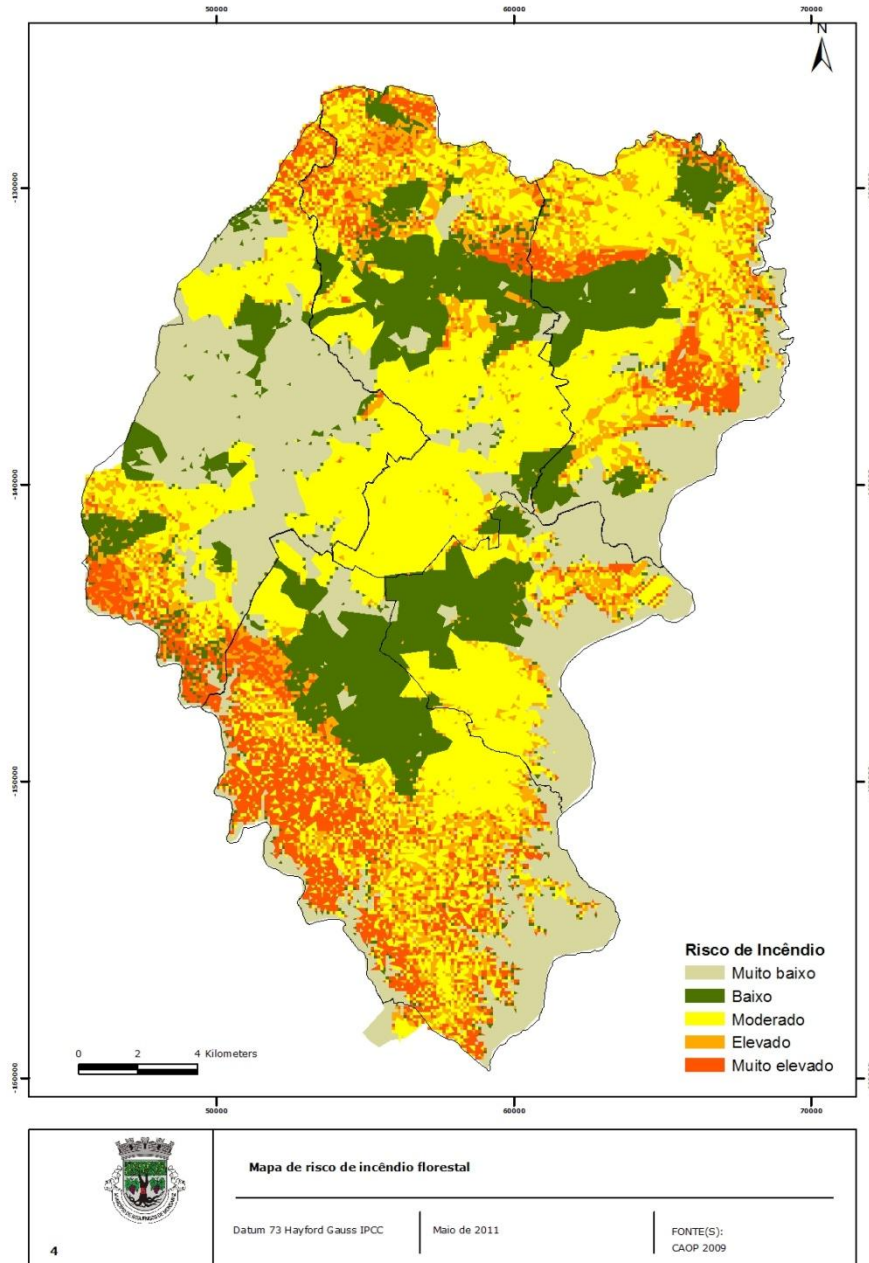 50000 60000 70000
N
-130000
-140000
-150000
-160000
Risco de Incêndio
Muito baixo
Baixo
Moderado
Elevado
Muito elevado
0 2 4 Kilometers
50000 60000 70000
Mapa de risco de incêndio florestal
Datum 73 Hayford Gauss IPCC
Maio de 2011
FONTE(S):
CAOP 2009
4